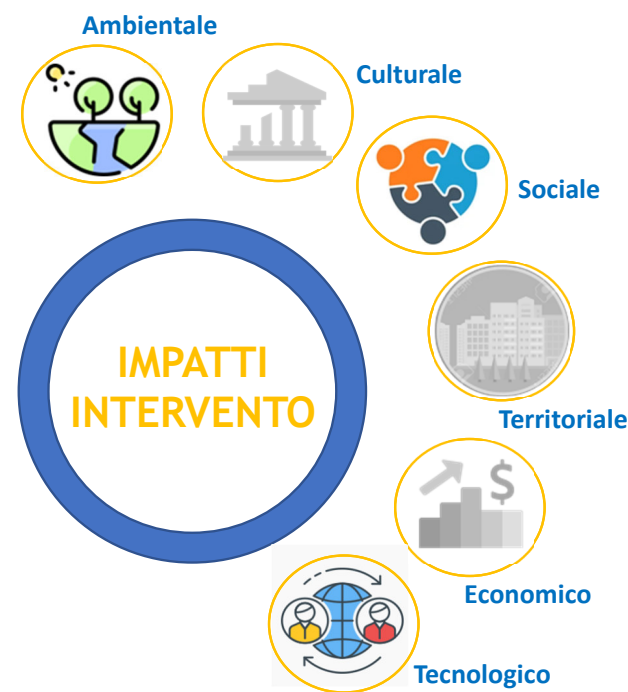 Ambientale
Culturale
Sociale
IMPATTI
INTERVENTO
Territoriale
$
Economico
Tecnologico